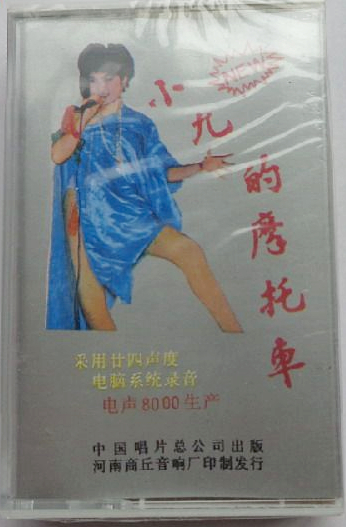 NEW
小九的摩托车
采用廿四声度
电脑系统录音
电声8000生产
中国唱片总公司出版
河南商丘音响厂印制发行